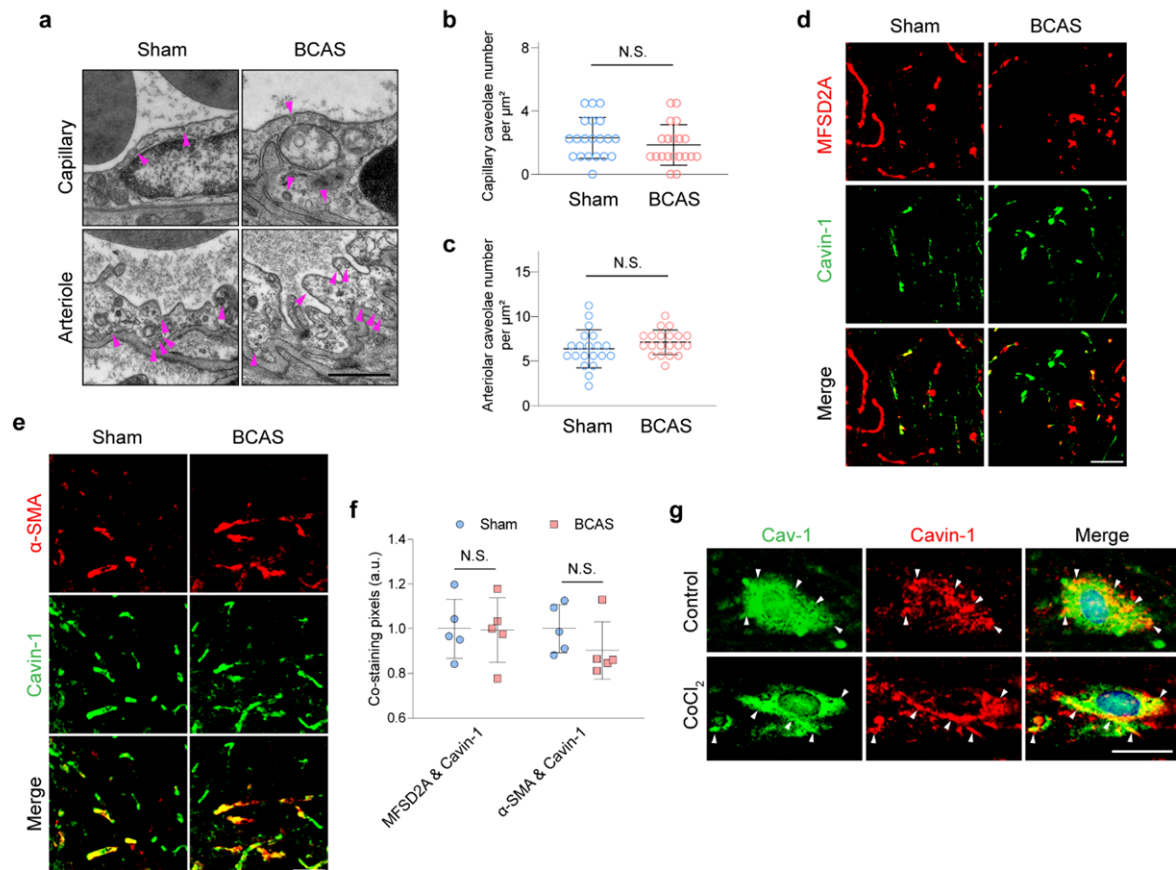 a
Sham
BCAS
Capillary
Arteriole
b
Capillary caveolae number
per µm²
8
4
0
N.S.
Sham
BCAS
c
Arteriolar caveolae number
per µm²
15
10
5
0
N.S.
Sham
BCAS
d
Sham
BCAS
MFSD2A
Cavin-1
Merge
e
Sham
BCAS
α-SMA
Cavin-1
Merge
f
Sham
BCAS
Co-staining pixels (a.u.)
1.4
1.2
1.0
0.8
0.6
N.S.
N.S.
MFSD2A & Cavin-1
α-SMA & Cavin-1
g
Cav-1
Cavin-1
Merge
Control
CoCl₂